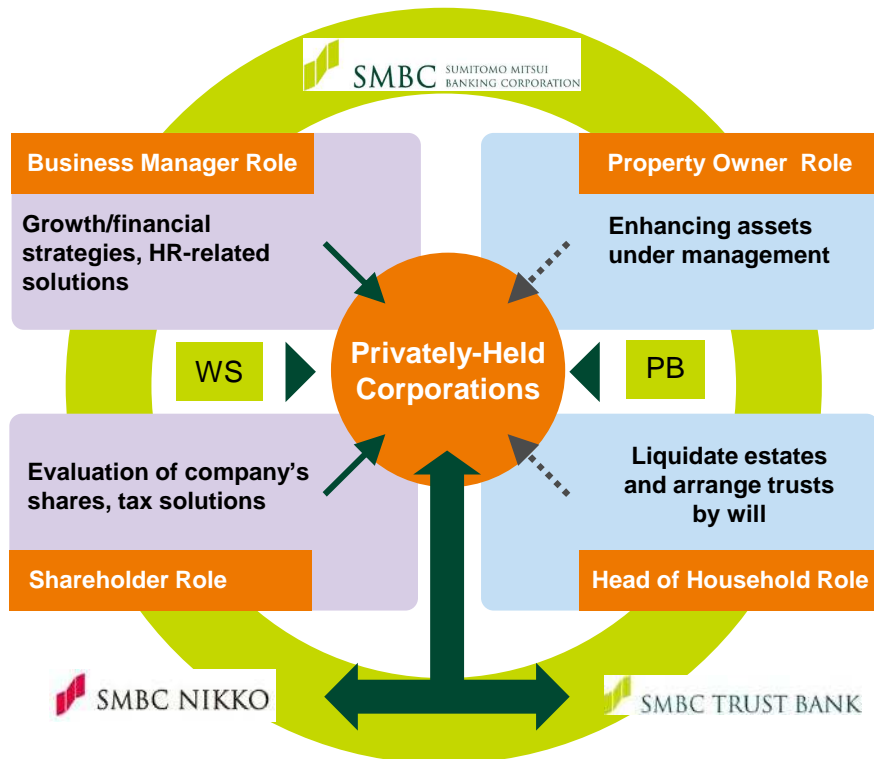 SMBC SUMITOMO MITSUI
BANKING CORPORATION
Business Manager Role
Property Owner Role
Growth/financial
strategies, HR-related
solutions
Enhancing assets
under management
Privately-Held
Corporations
WS
PB
Evaluation of company’s
shares, tax solutions
Liquidate estates
and arrange trusts
by will
Shareholder Role
Head of Household Role
SMBC NIKKO
SMBC TRUST BANK